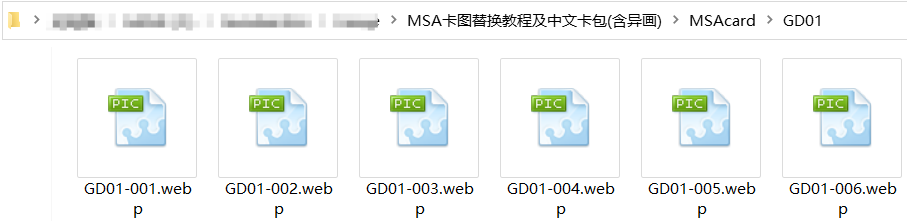 MSA卡图替换教程及中文卡包(含异画) > MSAcard > GD01
PIC PIC PIC PIC PIC PIC
GD01-001.web GD01-002.web GD01-003.web GD01-004.web GD01-005.web GD01-006.web
p p p p p p